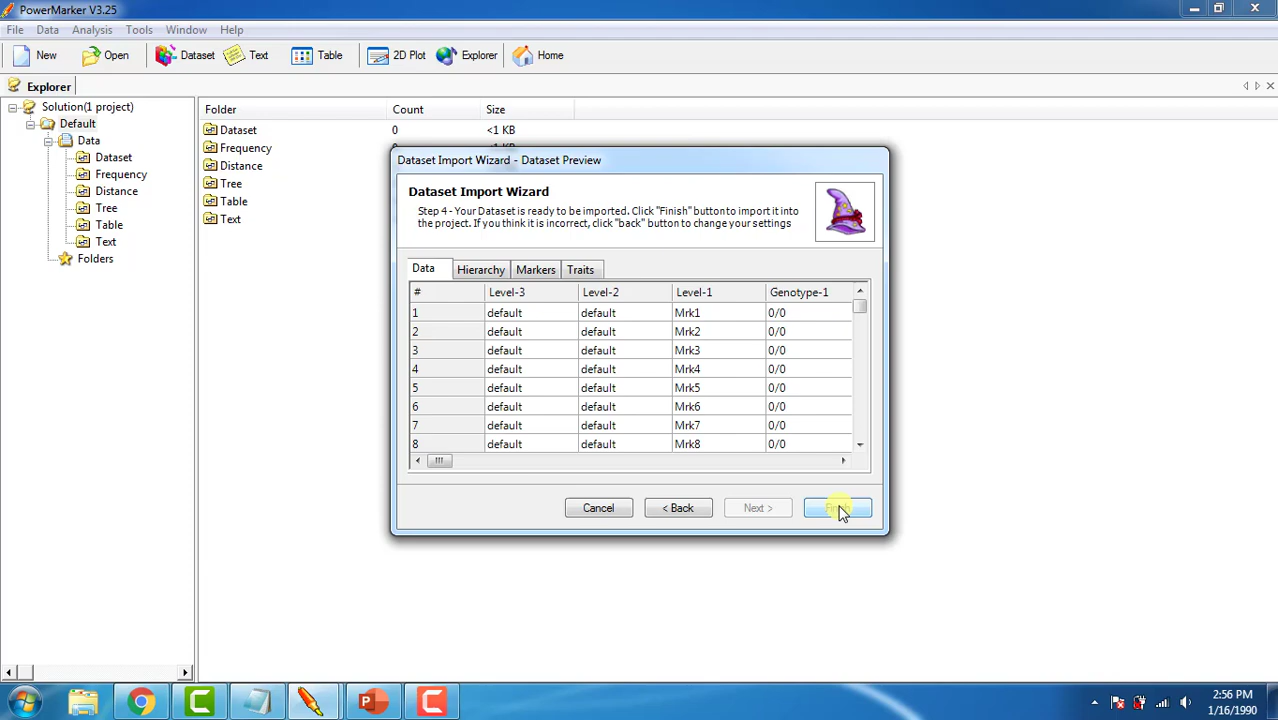 PowerMarker V3.25
File Data Analysis Tools Window Help
New Open Dataset Text Table 2D Plot Explorer Home
Explorer
Solution(1 project)
Default
Data
Dataset
Frequency
Distance
Tree
Table
Text
Folders
Folder Count Size
Dataset 0 <1 KB
Frequency <1 KB
Distance
Tree
Table
Text
Dataset Import Wizard - Dataset Preview
Dataset Import Wizard
Step 4 - Your Dataset is ready to be imported. Click "Finish" button to import it into
the project. If you think it is incorrect, click "back" button to change your settings
Data Hierarchy Markers Traits
# Level-3 Level-2 Level-1 Genotype-1
1 default default Mrk1 0/0
2 default default Mrk2 0/0
3 default default Mrk3 0/0
4 default default Mrk4 0/0
5 default default Mrk5 0/0
6 default default Mrk6 0/0
7 default default Mrk7 0/0
8 default default Mrk8 0/0
Cancel < Back Next > Finish
2:56 PM
1/16/1990